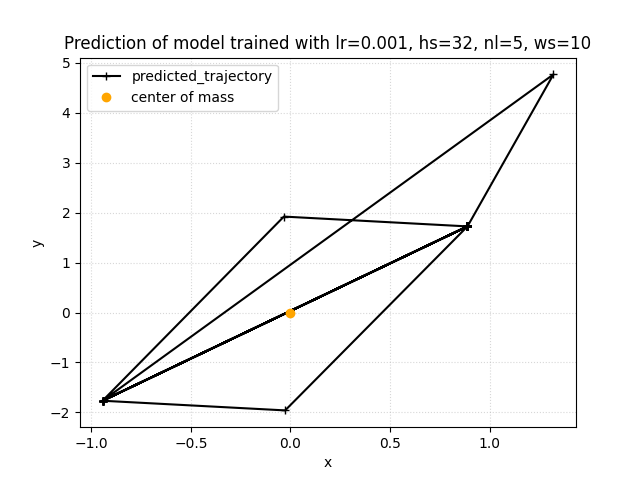 Prediction of model trained with lr=0.001, hs=32, nl=5, ws=10
predicted_trajectory
center of mass
y
5
4
3
2
1
0
−1
−2
−1.0 −0.5 0.0 0.5 1.0
x